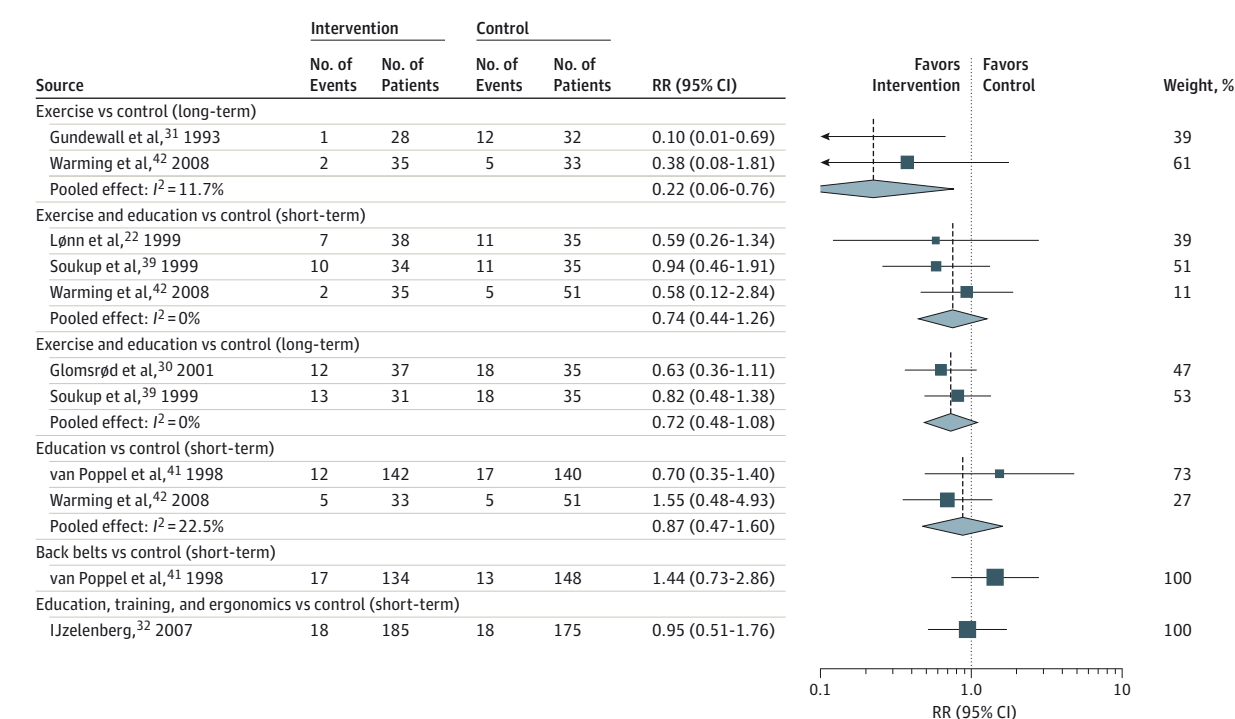 Intervention Control
Source No. of Events No. of Patients No. of Events No. of Patients RR (95% CI) Favors Intervention Favors Control Weight, %
Exercise vs control (long-term)
Gundewall et al,31 1993 1 28 12 32 0.10 (0.01-0.69) 39
Warming et al,42 2008 2 35 5 33 0.38 (0.08-1.81) 61
Pooled effect: I2 = 11.7% 0.22 (0.06-0.76)
Exercise and education vs control (short-term)
Lønn et al,22 1999 7 38 11 35 0.59 (0.26-1.34) 39
Soukup et al,39 1999 10 34 11 35 0.94 (0.46-1.91) 51
Warming et al,42 2008 2 35 5 51 0.58 (0.12-2.84) 11
Pooled effect: I2 = 0% 0.74 (0.44-1.26)
Exercise and education vs control (long-term)
Glomsrød et al,30 2001 12 37 18 35 0.63 (0.36-1.11) 47
Soukup et al,39 1999 13 31 18 35 0.82 (0.48-1.38) 53
Pooled effect: I2 = 0% 0.72 (0.48-1.08)
Education vs control (short-term)
van Poppel et al,41 1998 12 142 17 140 0.70 (0.35-1.40) 73
Warming et al,42 2008 5 33 5 51 1.55 (0.48-4.93) 27
Pooled effect: I2 = 22.5% 0.87 (0.47-1.60)
Back belts vs control (short-term)
van Poppel et al,41 1998 17 134 13 148 1.44 (0.73-2.86) 100
Education, training, and ergonomics vs control (short-term)
IJzelenberg,32 2007 18 185 18 175 0.95 (0.51-1.76) 100
0.1 1.0 10
RR (95% CI)